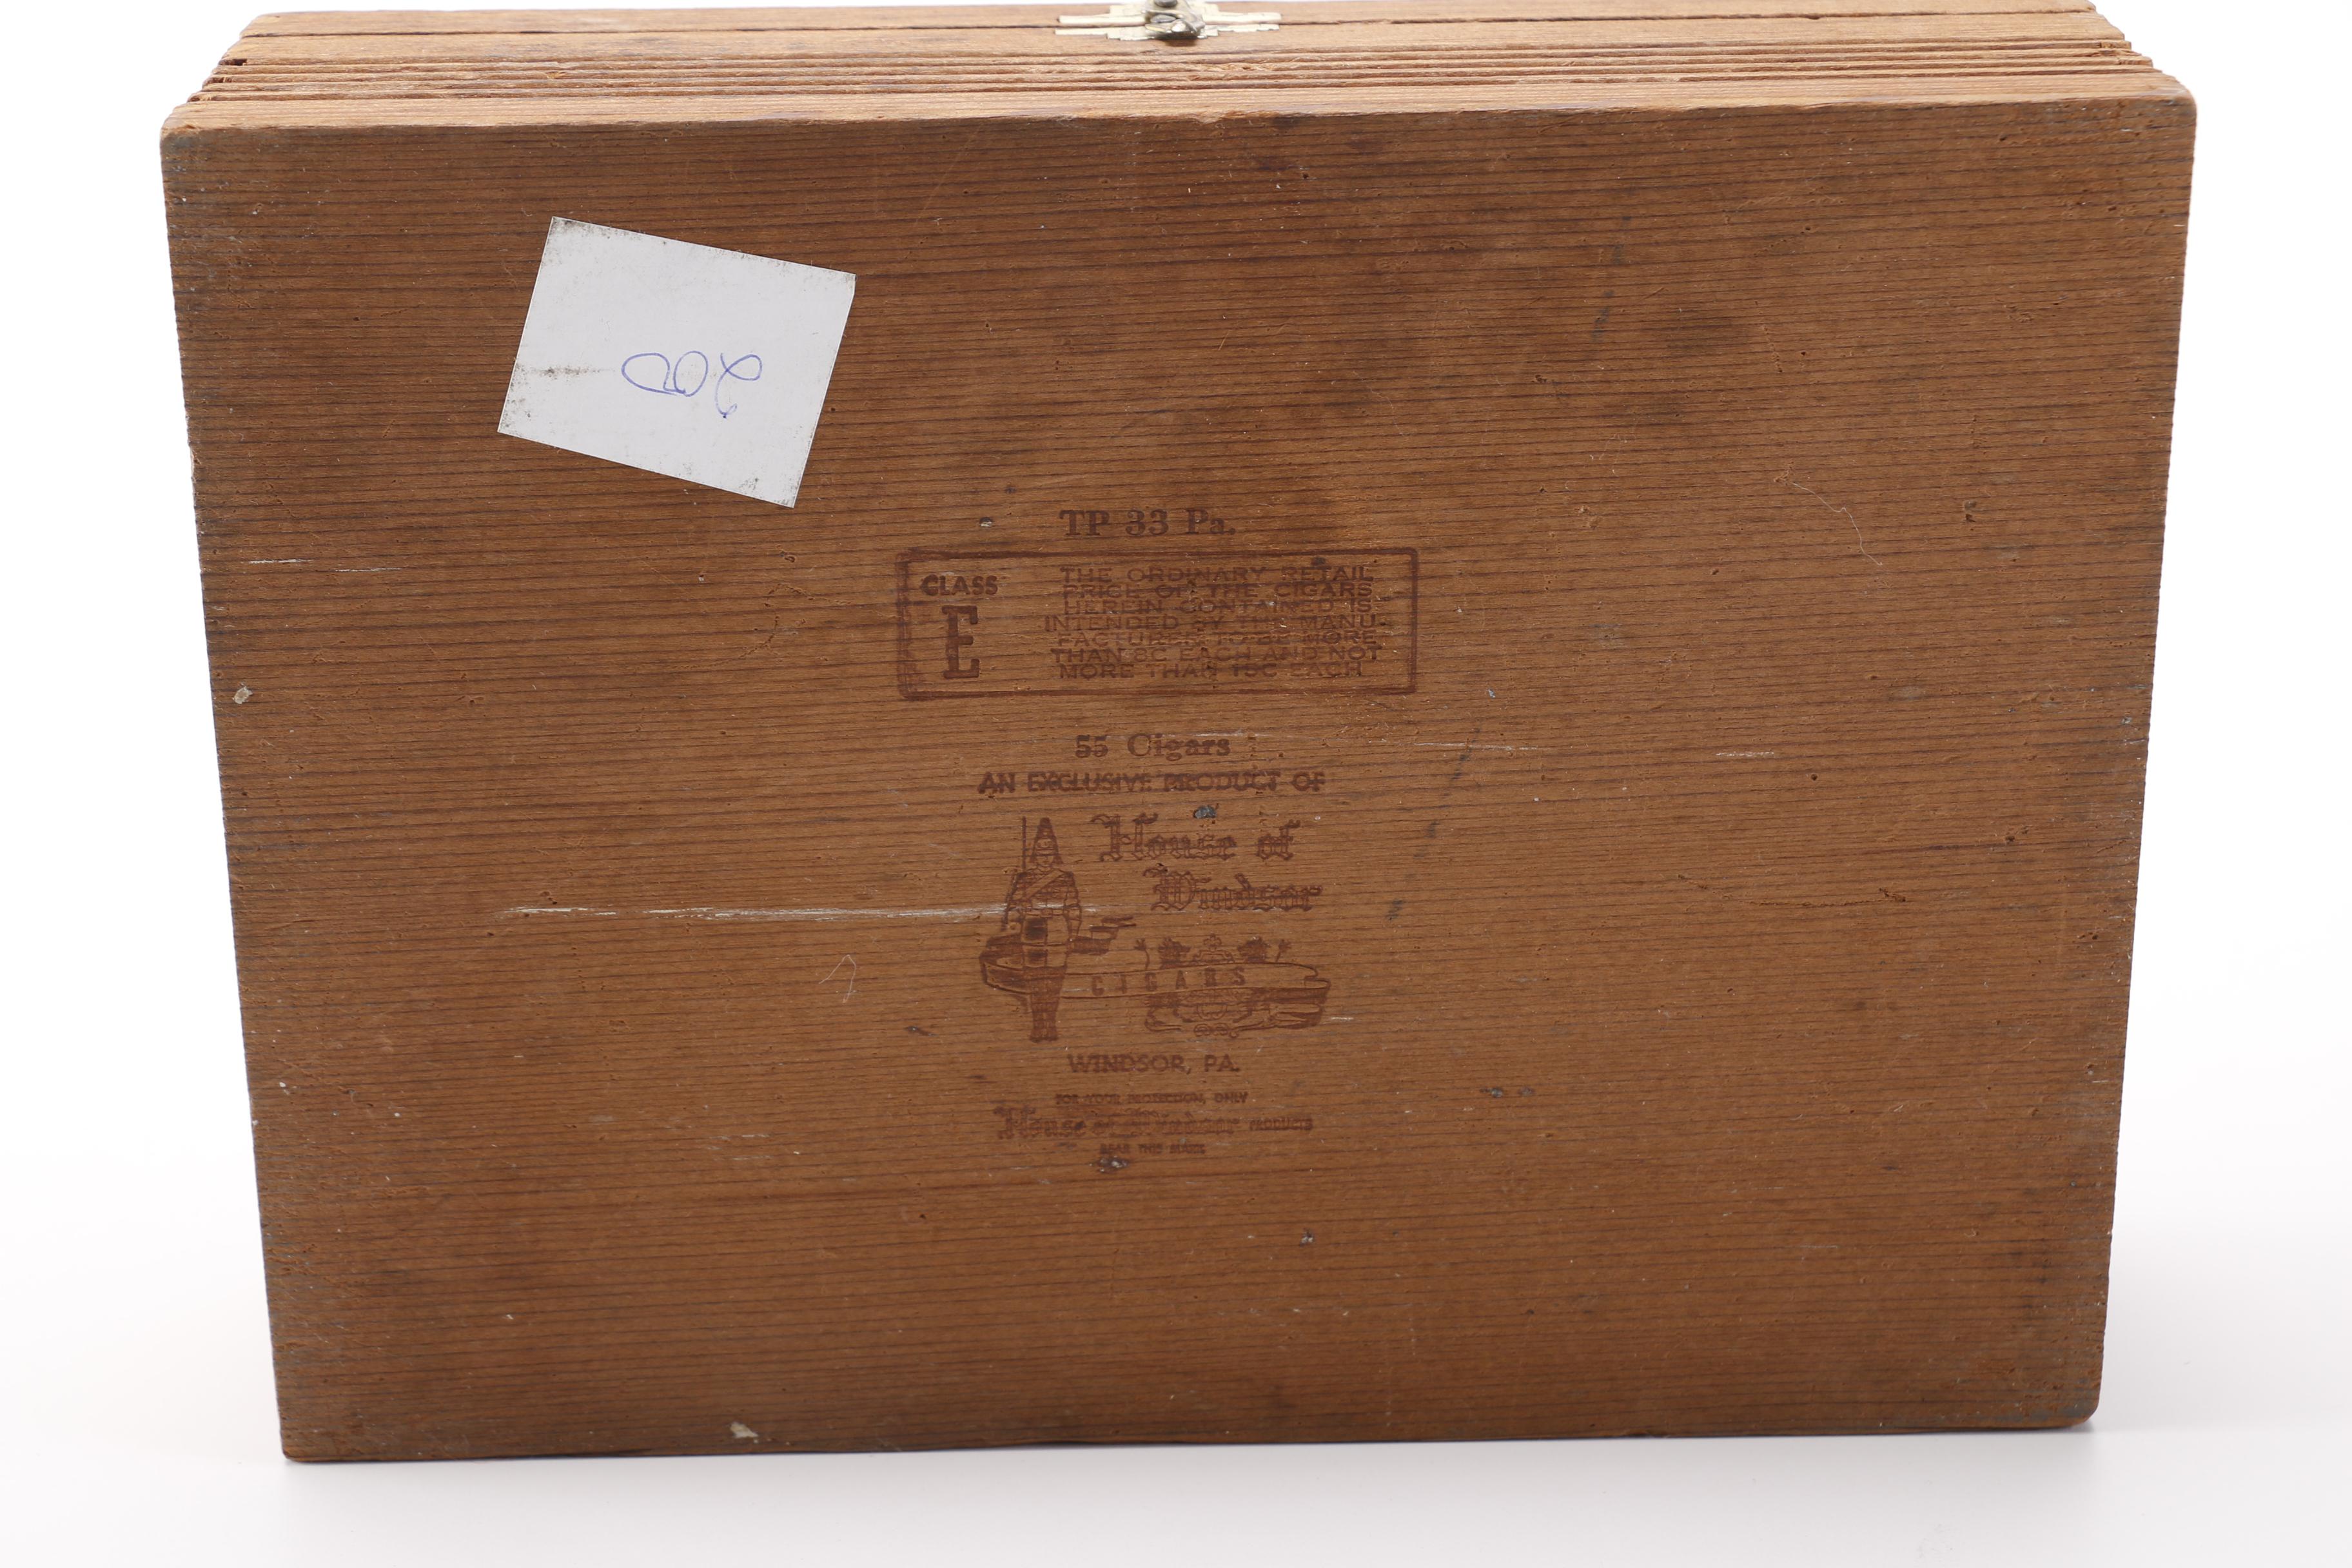 200
TP 33 Pa.
CLASS
E
THE ORDINARY RETAIL
PRICE OF THE CIGARS
HEREIN CONTAINED IS
INTENDED BY THE MANU-
FACTURER TO BE MORE
THAN 8C EACH AND NOT
MORE THAN 15C EACH
55 Cigars
AN EXCLUSIVE PRODUCT OF
House of
Windsor
CIGARS
WINDSOR, PA.
FOR YOUR PROTECTION, ONLY
House of Windsor PRODUCTS
BEAR THIS MARK